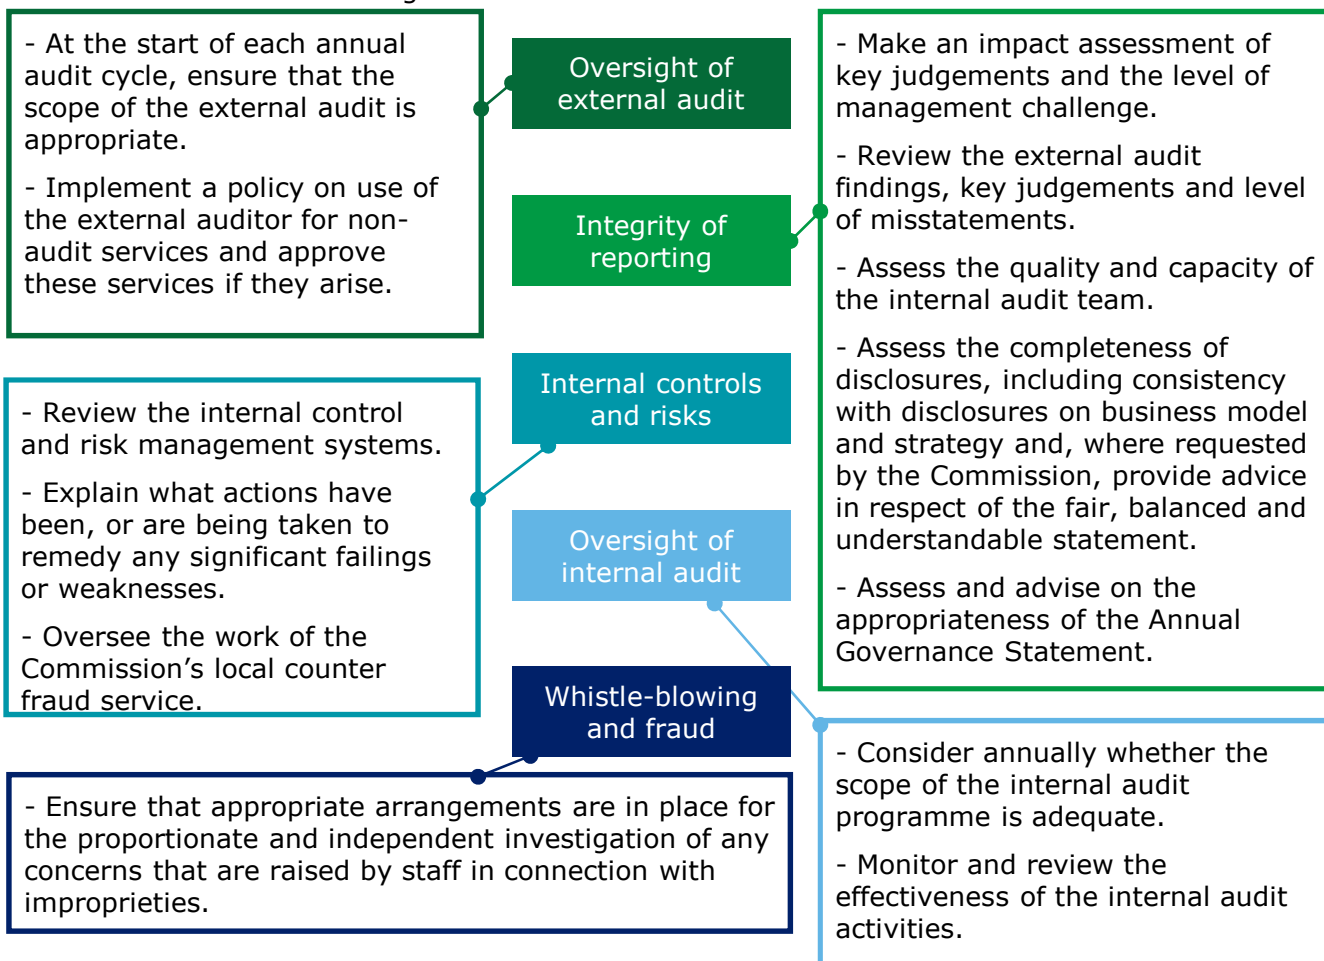 - At the start of each annual
audit cycle, ensure that the
scope of the external audit is
appropriate.
- Implement a policy on use of
the external auditor for non-
audit services and approve
these services if they arise.
Oversight of
external audit
Integrity of
reporting
- Make an impact assessment of
key judgements and the level of
management challenge.
- Review the external audit
findings, key judgements and level
of misstatements.
- Assess the quality and capacity of
the internal audit team.
- Assess the completeness of
disclosures, including consistency
with disclosures on business model
and strategy and, where requested
by the Commission, provide advice
in respect of the fair, balanced and
understandable statement.
- Assess and advise on the
appropriateness of the Annual
Governance Statement.
Internal controls
and risks
- Review the internal control
and risk management systems.
- Explain what actions have
been, or are being taken to
remedy any significant failings
or weaknesses.
- Oversee the work of the
Commission's local counter
fraud service.
Oversight of
internal audit
- Consider annually whether the
scope of the internal audit
programme is adequate.
- Monitor and review the
effectiveness of the internal audit
activities.
Whistle-blowing
and fraud
- Ensure that appropriate arrangements are in place for
the proportionate and independent investigation of any
concerns that are raised by staff in connection with
improprieties.